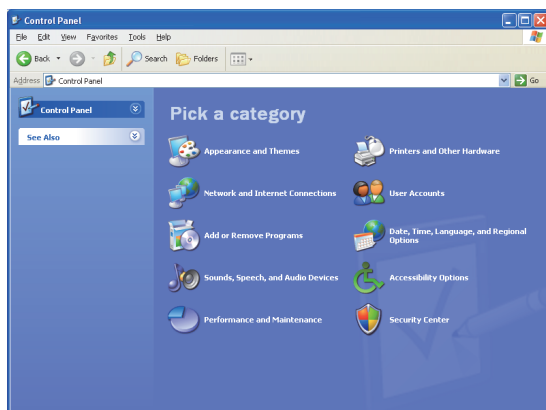 Control Panel
File Edit View Favorites Tools Help
Back Search Folders
Address Control Panel Go
Control Panel
See Also
Pick a category
Appearance and Themes
Printers and Other Hardware
Network and Internet Connections
User Accounts
Add or Remove Programs
Date, Time, Language, and Regional
Options
Sounds, Speech, and Audio Devices
Accessibility Options
Performance and Maintenance
Security Center